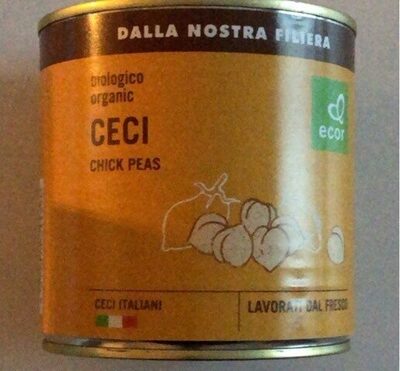 DALLA NOSTRA FILIERA
biologico
organic
CECI
CHICK PEAS
ecor
CECI ITALIANI
LAVORATI DAL FRESCO